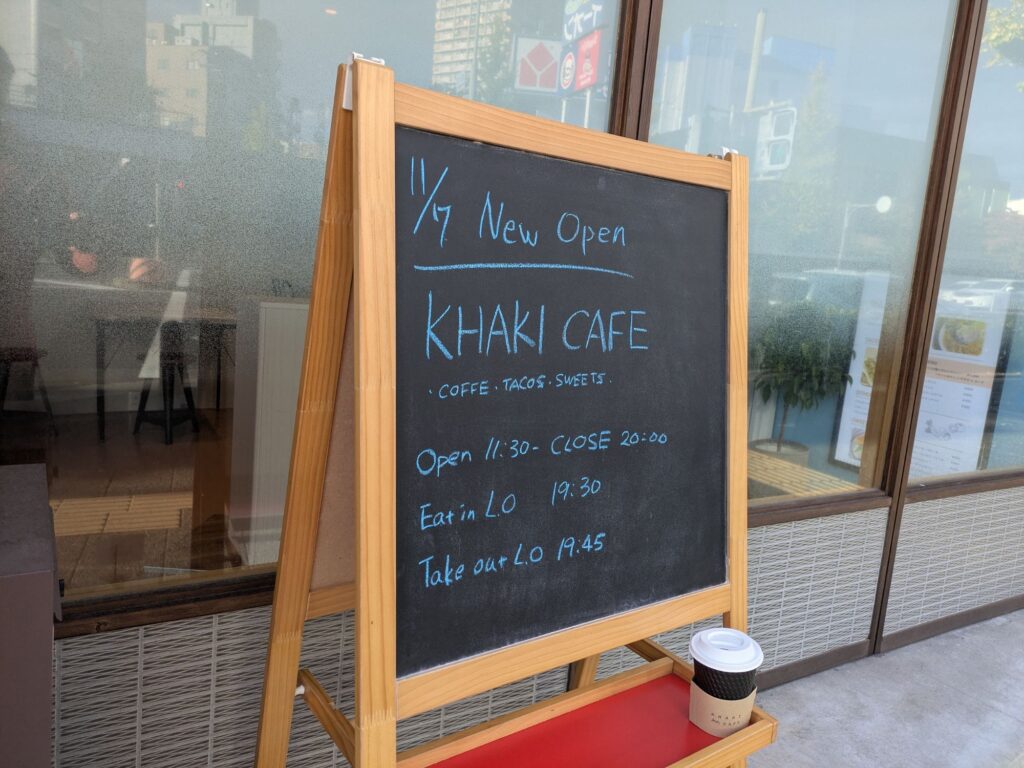 11/7 New Open
KHAKI CAFE
・COFFE・TACOS・SWEETS・
Open 11:30- CLOSE 20:00
Eat in L.O 19:30
Take out L.O 19:45